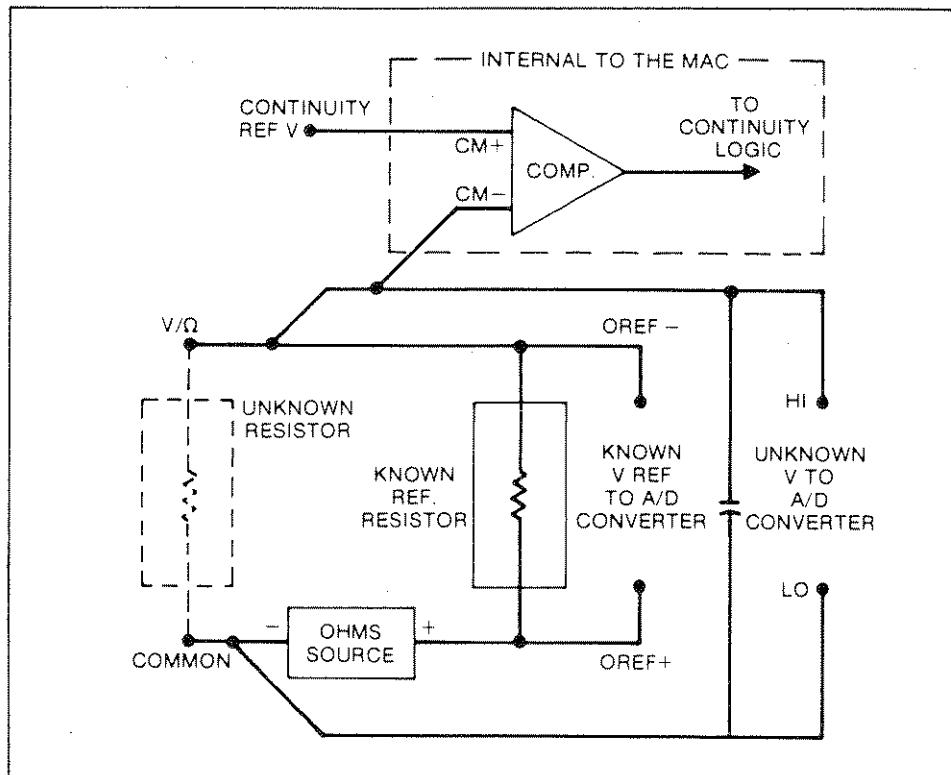 INTERNAL TO THE MAC
CONTINUITY
REF V
CM+
CM−
COMP.
TO
CONTINUITY
LOGIC
V/Ω
OREF −
UNKNOWN
RESISTOR
KNOWN
REF.
RESISTOR
KNOWN
V REF
TO A/D
CONVERTER
HI
UNKNOWN
V TO
A/D
CONVERTER
LO
−
OHMS
SOURCE
+
COMMON
OREF+